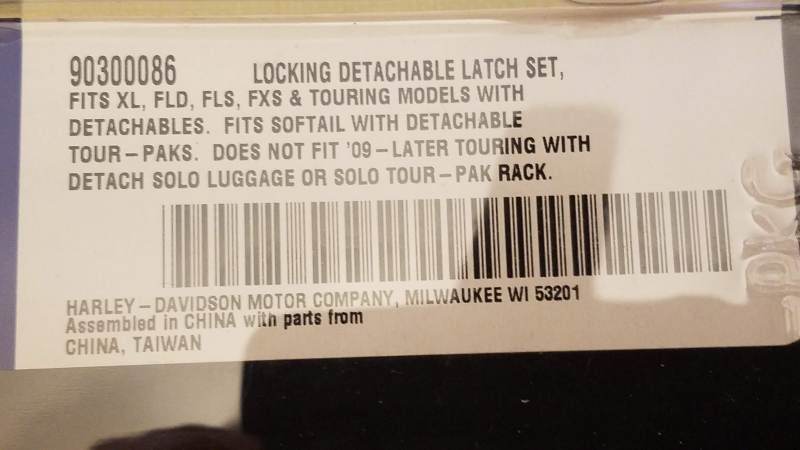 90300086 LOCKING DETACHABLE LATCH SET,
FITS XL, FLD, FLS, FXS & TOURING MODELS WITH
DETACHABLES. FITS SOFTAIL WITH DETACHABLE
TOUR-PAKS. DOES NOT FIT '09-LATER TOURING WITH
DETACH SOLO LUGGAGE OR SOLO TOUR-PAK RACK.
HARLEY-DAVIDSON MOTOR COMPANY, MILWAUKEE WI 53201
Assembled in CHINA with parts from
CHINA, TAIWAN